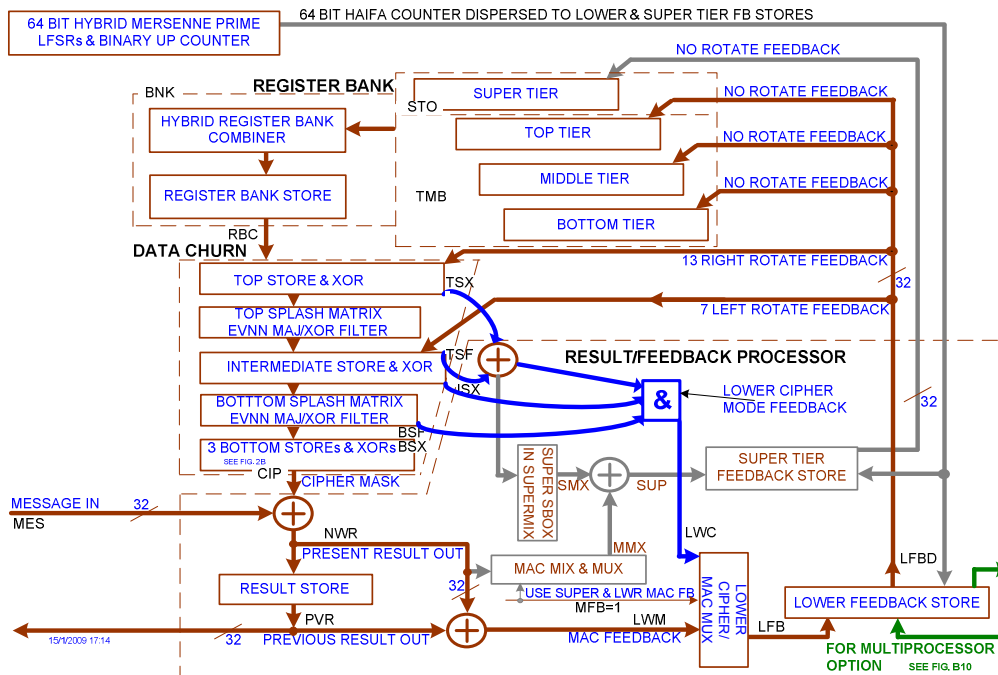 64 BIT HYBRID MERSENNE PRIME
LFSRs & BINARY UP COUNTER
64 BIT HAIFA COUNTER DISPERSED TO LOWER & SUPER TIER FB STORES
NO ROTATE FEEDBACK
REGISTER BANK
BNK
STO
SUPER TIER
NO ROTATE FEEDBACK
HYBRID REGISTER BANK
COMBINER
TOP TIER
NO ROTATE FEEDBACK
MIDDLE TIER
REGISTER BANK STORE
TMB
NO ROTATE FEEDBACK
BOTTOM TIER
RBC
DATA CHURN
13 RIGHT ROTATE FEEDBACK
TOP STORE & XOR
TSX
32
7 LEFT ROTATE FEEDBACK
TOP SPLASH MATRIX
EVNN MAJ/XOR FILTER
TSF
INTERMEDIATE STORE & XOR
ISX
RESULT/FEEDBACK PROCESSOR
&
LOWER CIPHER
MODE FEEDBACK
32
BOTTTOM SPLASH MATRIX
EVNN MAJ/XOR FILTER
BSF
BSX
3 BOTTOM STOREs & XORs
SEE FIG. 2B
CIP
CIPHER MASK
SUPER SBOX
IN SUPERMIX
SMX
SUP
SUPER TIER
FEEDBACK STORE
MESSAGE IN
MES
32
NWR
PRESENT RESULT OUT
MMX
LWC
MAC MIX & MUX
RESULT STORE
32
USE SUPER & LWR MAC FB
MFB=1
LOWER
CIPHER/
MAC MUX
LFBD
LOWER FEEDBACK STORE
PVR
15/1/2009 17:14
32
PREVIOUS RESULT OUT
LWM
MAC FEEDBACK
LFB
FOR MULTIPROCESSOR
OPTION
SEE FIG. B10